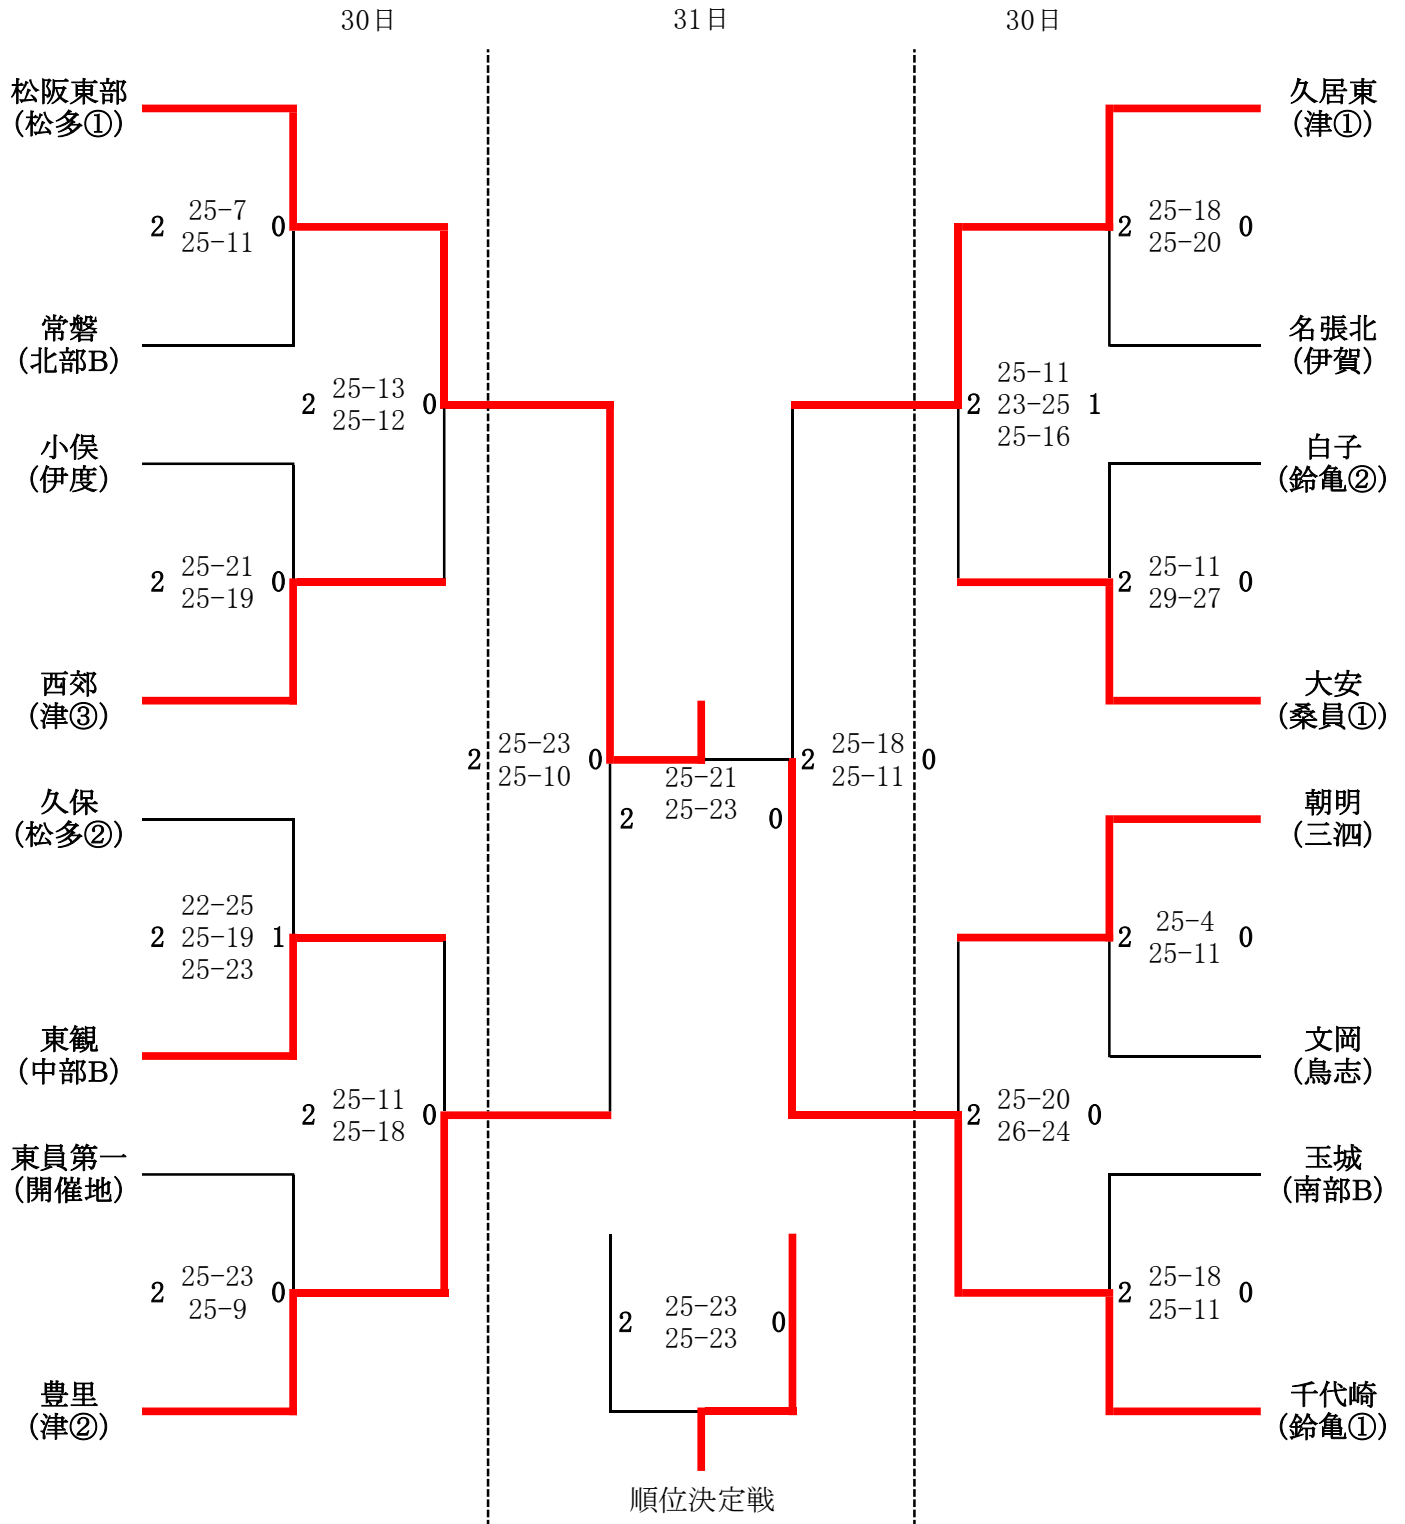 30日
31日
30日
松阪東部
(松多①)
久居東
(津①)
2 25-7 0
25-11
2 25-18 0
25-20
常磐
(北部B)
名張北
(伊賀)
2 25-13 0
25-12
25-11
2 23-25 1
25-16
小俣
(伊度)
白子
(鈴亀②)
2 25-21 0
25-19
2 25-11 0
29-27
西郊
(津③)
大安
(桑員①)
2 25-23 0
25-10
25-21
2 25-23 0
2 25-18 0
25-11
久保
(松多②)
朝明
(三泗)
22-25
2 25-19 1
25-23
2 25-4 0
25-11
東観
(中部B)
文岡
(鳥志)
2 25-11 0
25-18
2 25-20 0
26-24
東員第一
(開催地)
玉城
(南部B)
2 25-23 0
25-9
2 25-23 0
25-23
2 25-18 0
25-11
豊里
(津②)
千代崎
(鈴亀①)
順位決定戦